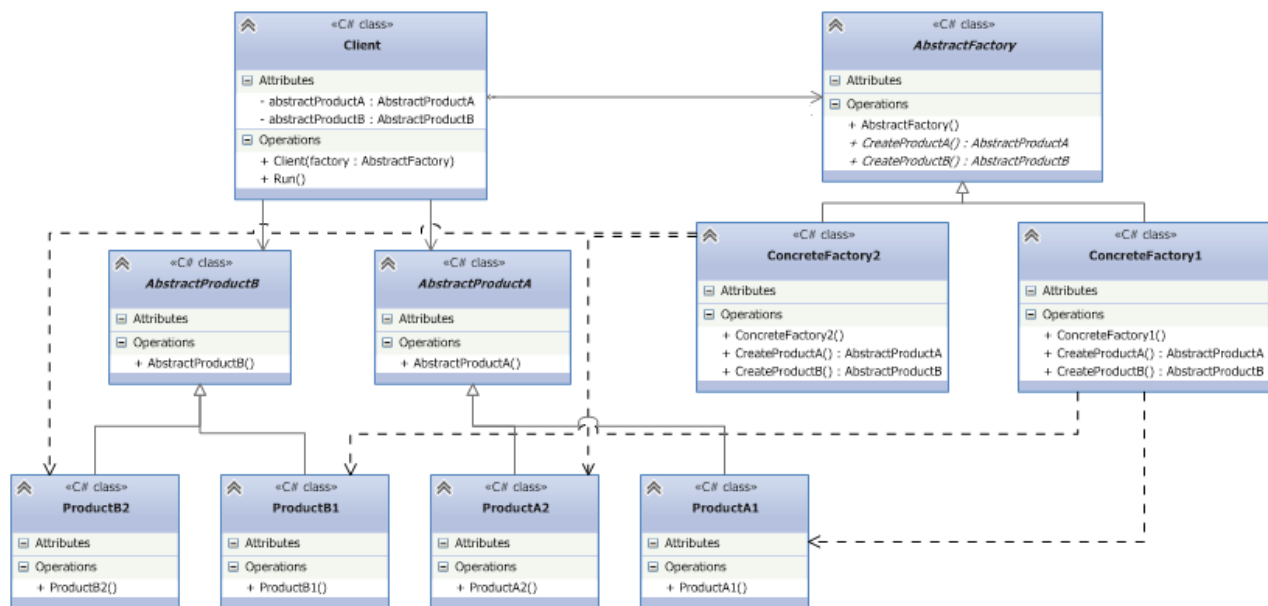 «C# class»
Client
Attributes
- abstractProductA : AbstractProductA
- abstractProductB : AbstractProductB
Operations
+ Client(factory : AbstractFactory)
+ Run()
«C# class»
AbstractFactory
Attributes
Operations
+ AbstractFactory()
+ CreateProductA() : AbstractProductA
+ CreateProductB() : AbstractProductB
«C# class»
AbstractProductB
Attributes
Operations
+ AbstractProductB()
«C# class»
AbstractProductA
Attributes
Operations
+ AbstractProductA()
«C# class»
ConcreteFactory2
Attributes
Operations
+ ConcreteFactory2()
+ CreateProductA() : AbstractProductA
+ CreateProductB() : AbstractProductB
«C# class»
ConcreteFactory1
Attributes
Operations
+ ConcreteFactory1()
+ CreateProductA() : AbstractProductA
+ CreateProductB() : AbstractProductB
«C# class»
ProductB2
Attributes
Operations
+ ProductB2()
«C# class»
ProductB1
Attributes
Operations
+ ProductB1()
«C# class»
ProductA2
Attributes
Operations
+ ProductA2()
«C# class»
ProductA1
Attributes
Operations
+ ProductA1()